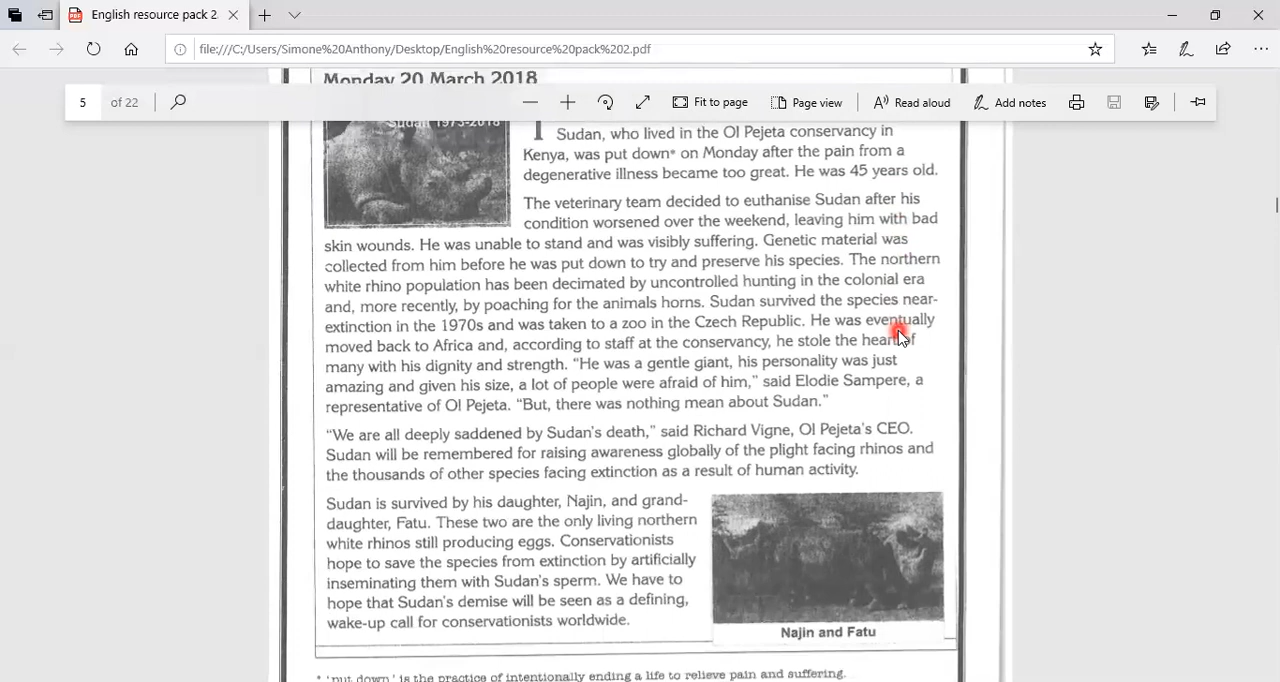 English resource pack 2.
file:///C:/Users/Simone%20Anthony/Desktop/English%20resource%20pack%202.pdf
5 of 22
Fit to page
Page view
Read aloud
Add notes
Monday 20 March 2018
Sudan 1973-2018
Sudan, who lived in the Ol Pejeta conservancy in
Kenya, was put down* on Monday after the pain from a
degenerative illness became too great. He was 45 years old.
The veterinary team decided to euthanise Sudan after his
condition worsened over the weekend, leaving him with bad
skin wounds. He was unable to stand and was visibly suffering. Genetic material was
collected from him before he was put down to try and preserve his species. The northern
white rhino population has been decimated by uncontrolled hunting in the colonial era
and, more recently, by poaching for the animals horns. Sudan survived the species near-
extinction in the 1970s and was taken to a zoo in the Czech Republic. He was eventually
moved back to Africa and, according to staff at the conservancy, he stole the heart of
many with his dignity and strength. “He was a gentle giant, his personality was just
amazing and given his size, a lot of people were afraid of him,” said Elodie Sampere, a
representative of Ol Pejeta. “But, there was nothing mean about Sudan.”
“We are all deeply saddened by Sudan's death,” said Richard Vigne, Ol Pejeta's CEO.
Sudan will be remembered for raising awareness globally of the plight facing rhinos and
the thousands of other species facing extinction as a result of human activity.
Sudan is survived by his daughter, Najin, and grand-
daughter, Fatu. These two are the only living northern
white rhinos still producing eggs. Conservationists
hope to save the species from extinction by artificially
inseminating them with Sudan's sperm. We have to
hope that Sudan's demise will be seen as a defining,
wake-up call for conservationists worldwide.
Najin and Fatu
* 'put down' is the practice of intentionally ending a life to relieve pain and suffering.